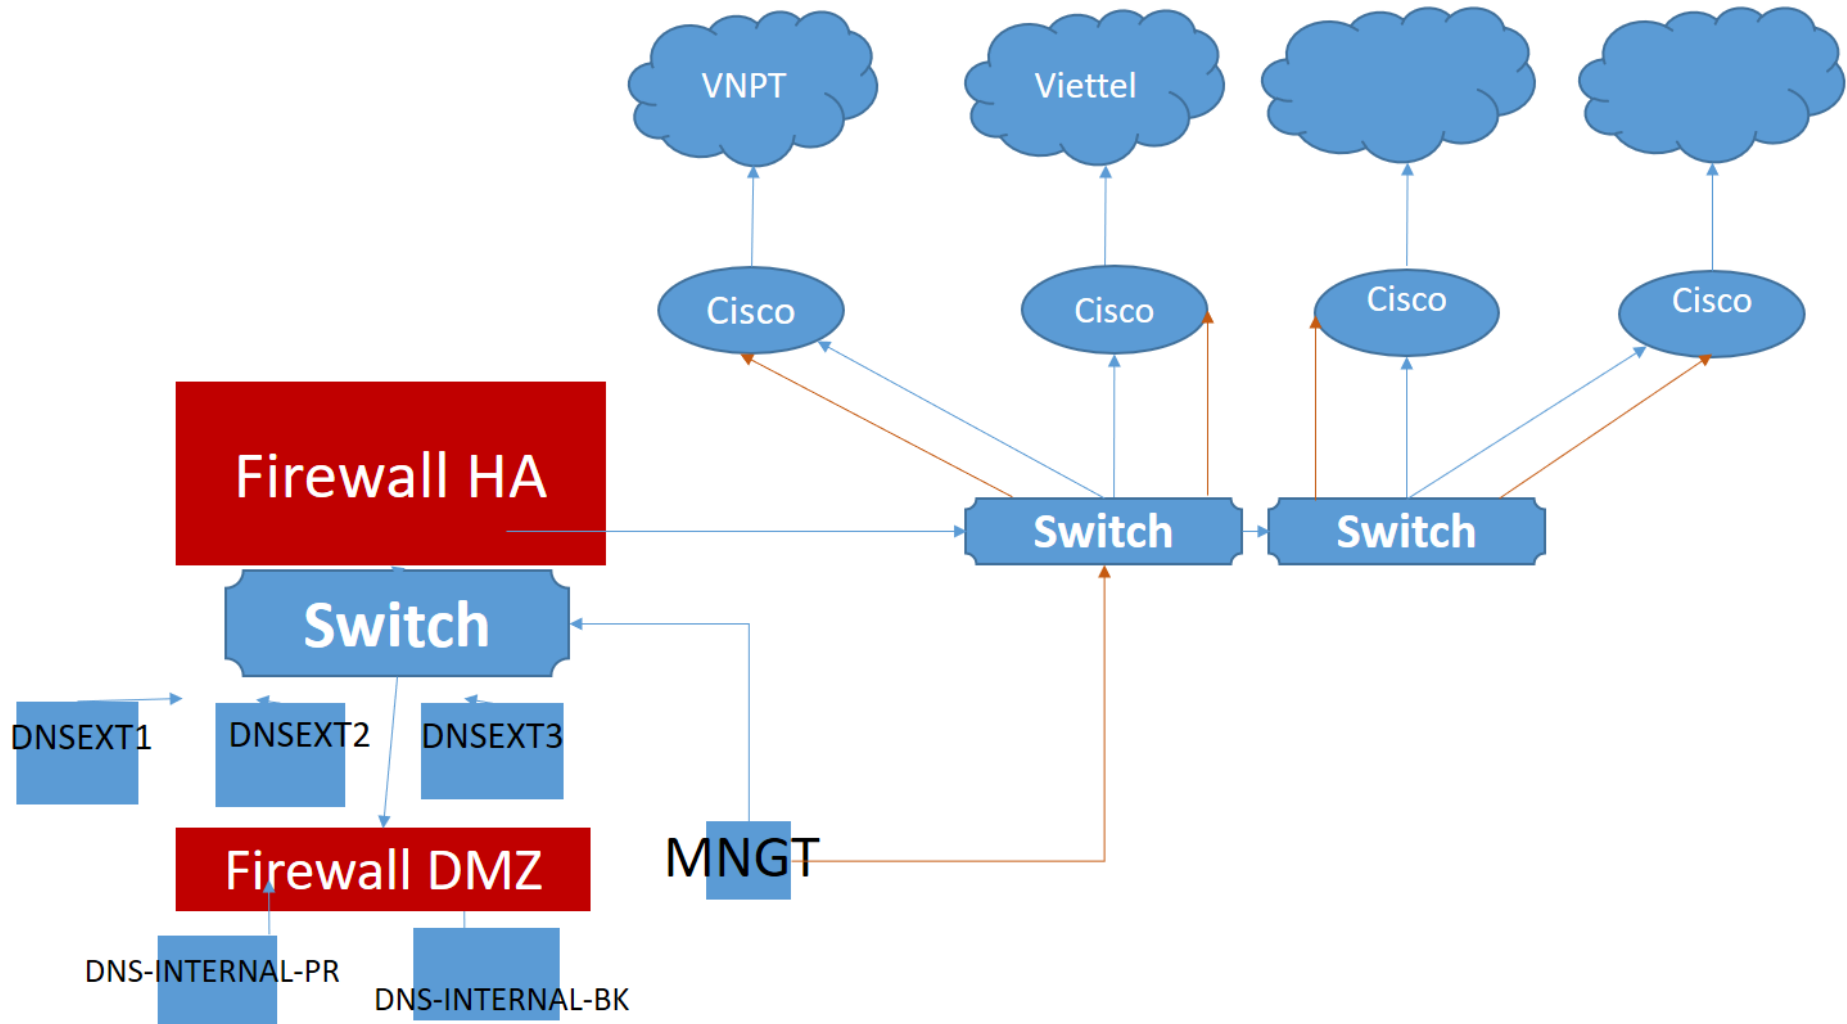 VNPT
Viettel
Cisco
Cisco
Cisco
Cisco
Firewall HA
Switch
Switch
Switch
DNSEXT1
DNSEXT2
DNSEXT3
MNGT
Firewall DMZ
DNS-INTERNAL-PR
DNS-INTERNAL-BK